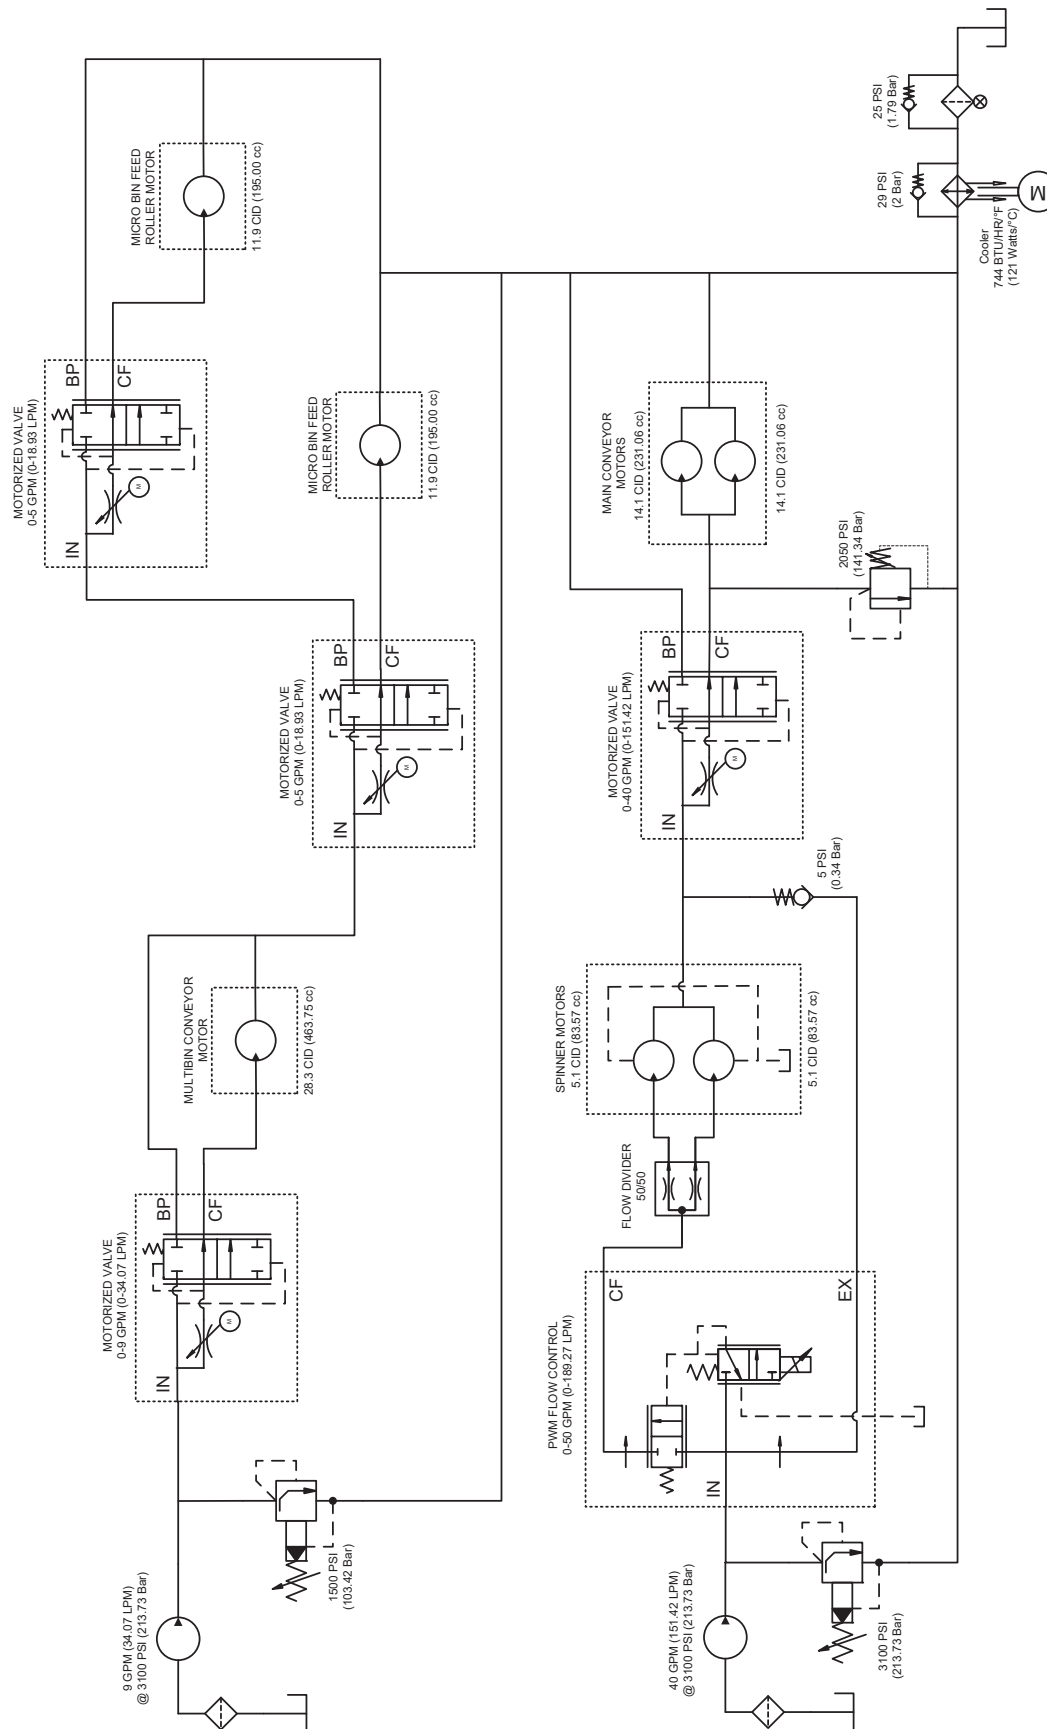 9 GPM (34.07 LPM)
@ 3100 PSI (213.73 Bar)
1500 PSI
(103.42 Bar)
MOTORIZED VALVE
0-9 GPM (0-34.07 LPM)
IN
BP
CF
M
MULTIBIN CONVEYOR
MOTOR
28.3 CID (463.75 cc)
MOTORIZED VALVE
0-5 GPM (0-18.93 LPM)
IN
BP
CF
M
MICRO BIN FEED
ROLLER MOTOR
11.9 CID (195.00 cc)
MOTORIZED VALVE
0-5 GPM (0-18.93 LPM)
IN
BP
CF
M
MICRO BIN FEED
ROLLER MOTOR
11.9 CID (195.00 cc)
40 GPM (151.42 LPM)
@ 3100 PSI (213.73 Bar)
3100 PSI
(213.73 Bar)
PWM FLOW CONTROL
0-50 GPM (0-189.27 LPM)
IN
CF
EX
FLOW DIVIDER
50/50
SPINNER MOTORS
5.1 CID (83.57 cc)
5.1 CID (83.57 cc)
5 PSI
(0.34 Bar)
MOTORIZED VALVE
0-40 GPM (0-151.42 LPM)
IN
BP
CF
M
2050 PSI
(141.34 Bar)
MAIN CONVEYOR
MOTORS
14.1 CID (231.06 cc)
14.1 CID (231.06 cc)
29 PSI
(2 Bar)
Cooler
744 BTU/HR/°F
(121 Watts/°C)
M
25 PSI
(1.79 Bar)